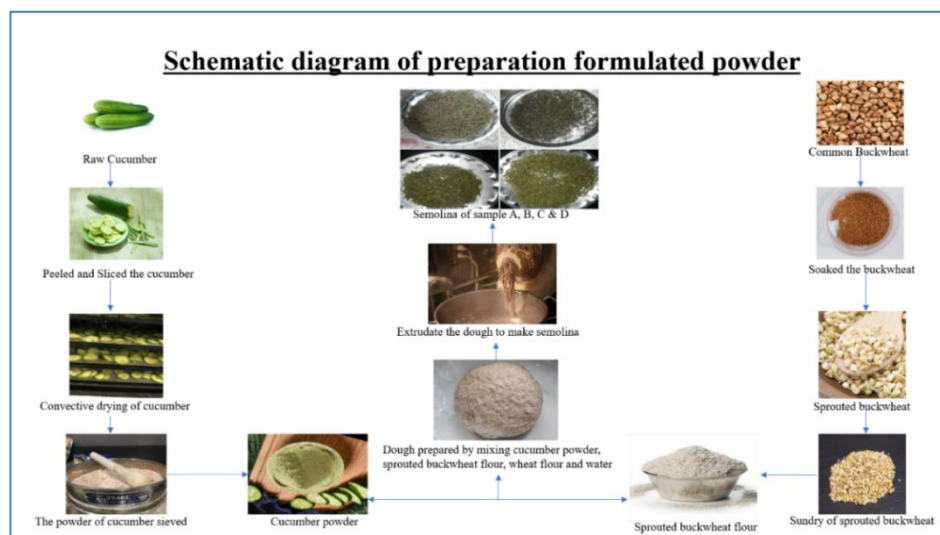 Schematic diagram of preparation formulated powder
Raw Cucumber
Peeled and Sliced the cucumber
Convective drying of cucumber
The powder of cucumber sieved
Cucumber powder
Semolina of sample A, B, C & D
Extrudate the dough to make semolina
Dough prepared by mixing cucumber powder,
sprouted buckwheat flour, wheat flour and water
Common Buckwheat
Soaked the buckwheat
Sprouted buckwheat
Sundry of sprouted buckwheat
Sprouted buckwheat flour